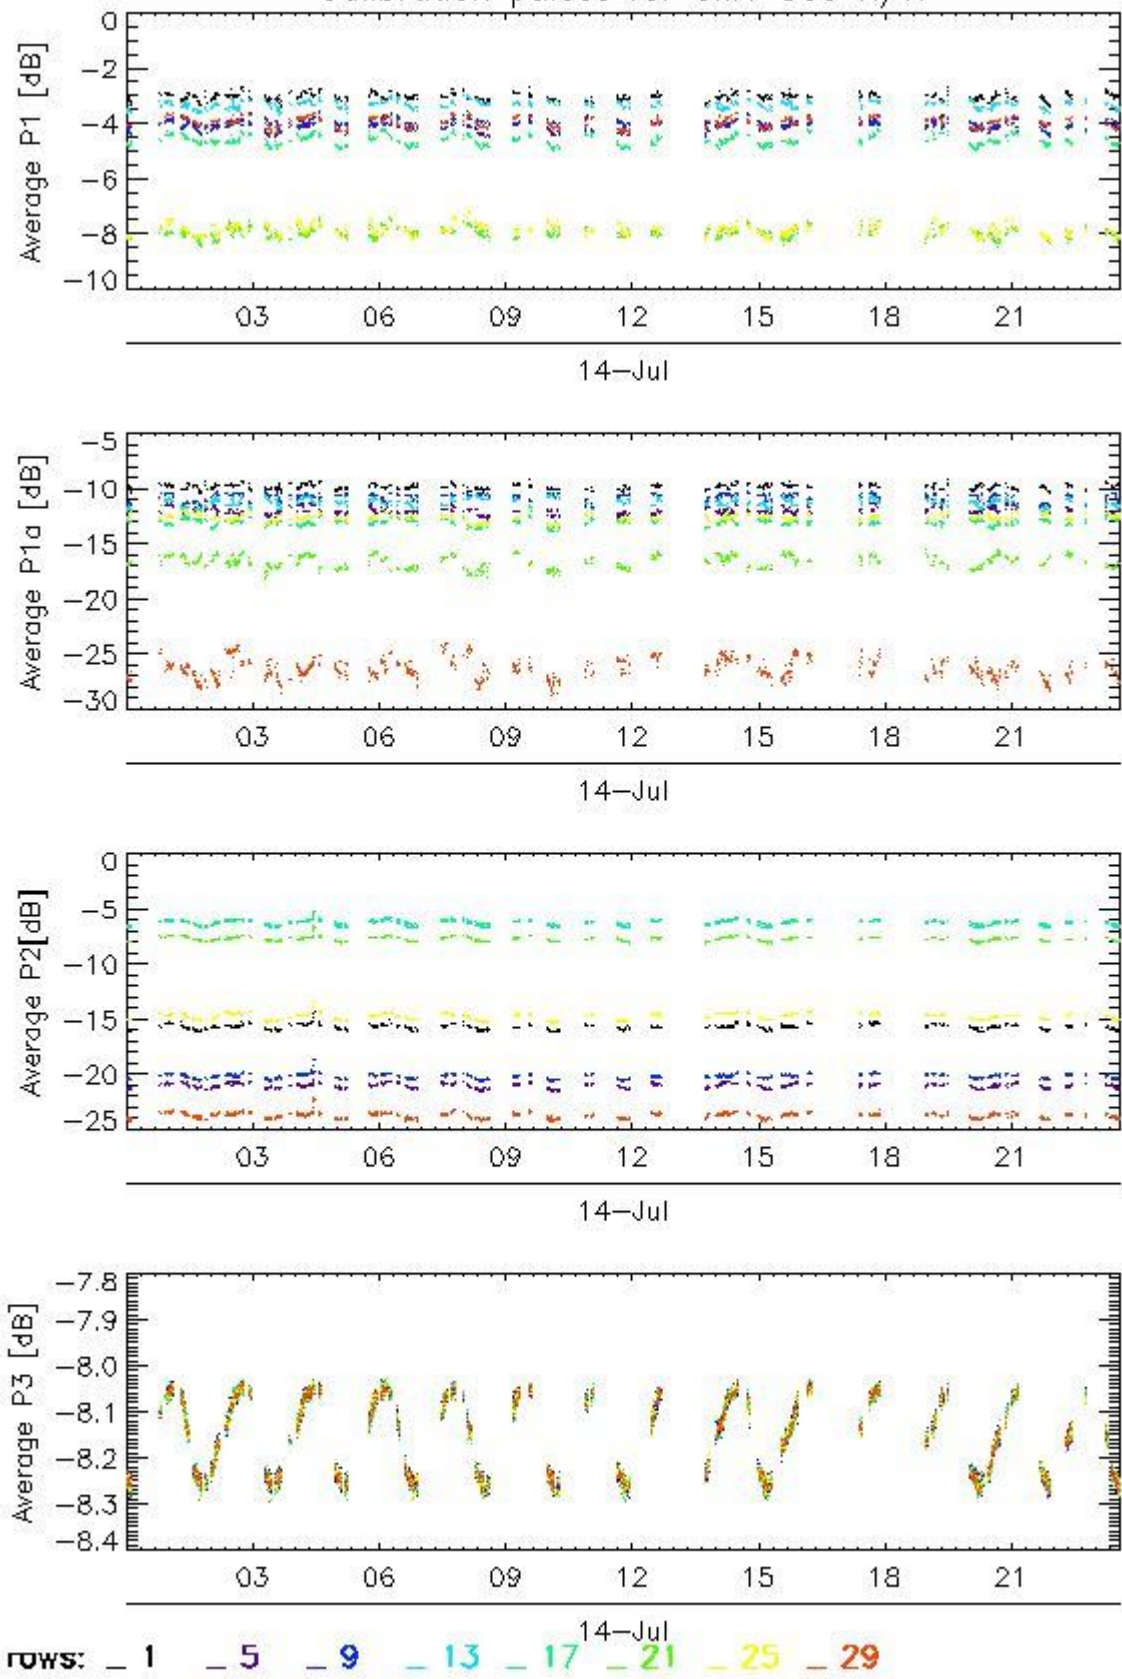 0
-2
-4
-6
-8
-10
Average P1 [dB]
03 06 09 12 15 18 21
14-Jul
-5
-10
-15
-20
-25
-30
Average P1a [dB]
03 06 09 12 15 18 21
14-Jul
0
-5
-10
-15
-20
-25
Average P2[dB]
03 06 09 12 15 18 21
14-Jul
-7.8
-7.9
-8.0
-8.1
-8.2
-8.3
-8.4
Average P3 [dB]
03 06 09 12 15 18 21
14-Jul
rows: _ 1 _ 5 _ 9 _ 13 _ 17 _ 21 _ 25 _ 29